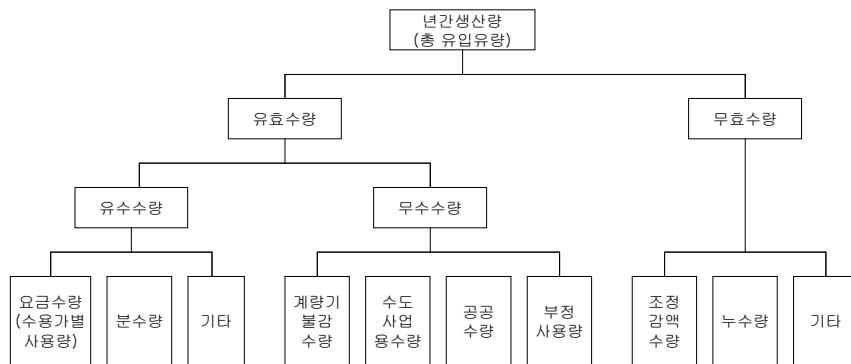 년간생산량
(총 유입유량)
유효수량
무효수량
유수수량
무수수량
요금수량
(수용가별
사용량)
분수량
기타
계량기
불감
수량
수도
사업
용수량
공공
수량
부정
사용량
조정
감액
수량
누수량
기타